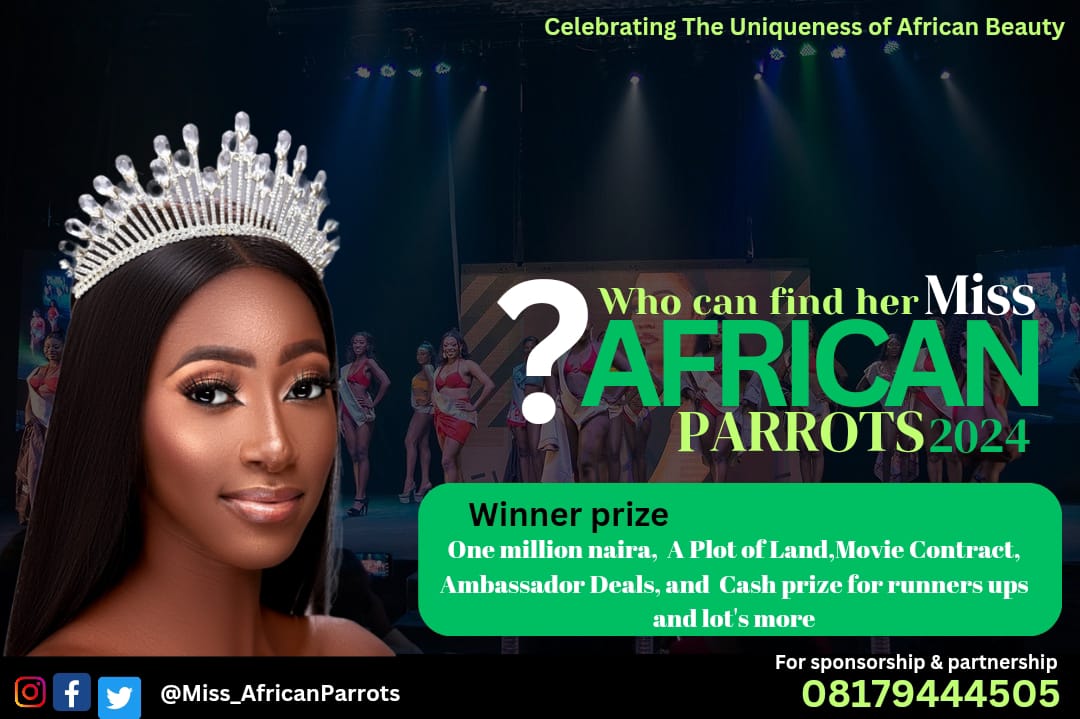 Celebrating The Uniqueness of African Beauty
Who can find her Miss
?
AFRICAN
PARROTS 2024
Winner prize
One million naira, A Plot of Land,Movie Contract,
Ambassador Deals, and Cash prize for runners ups
and lot's more
For sponsorship & partnership
@Miss_AfricanParrots
08179444505